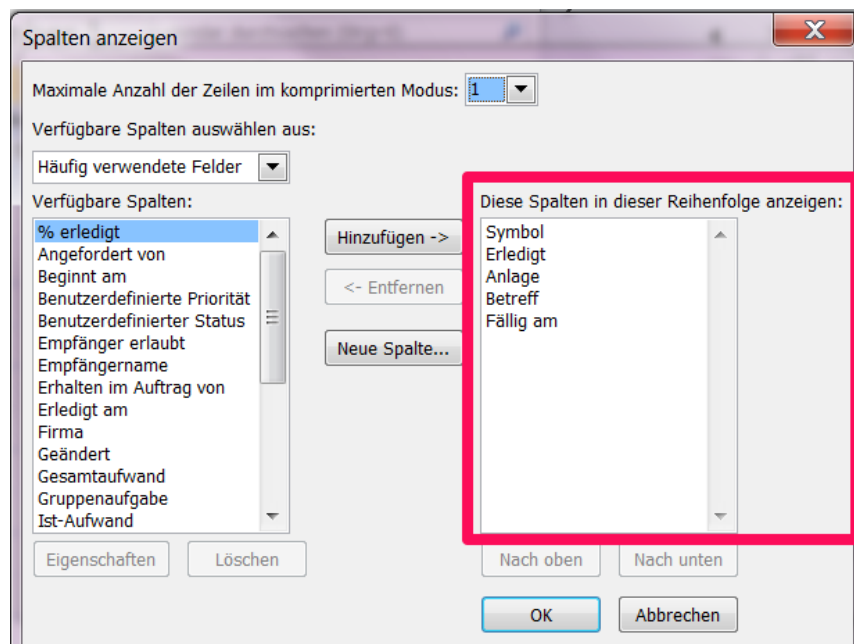 Spalten anzeigen
Maximale Anzahl der Zeilen im komprimierten Modus: 1
Verfügbare Spalten auswählen aus:
Häufig verwendete Felder
Verfügbare Spalten:
% erledigt
Angefordert von
Beginnt am
Benutzerdefinierte Priorität
Benutzerdefinierter Status
Empfänger erlaubt
Empfängername
Erhalten im Auftrag von
Erledigt am
Firma
Geändert
Gesamtaufwand
Gruppenaufgabe
Ist-Aufwand
Eigenschaften
Löschen
Hinzufügen ->
<- Entfernen
Neue Spalte...
Diese Spalten in dieser Reihenfolge anzeigen:
Symbol
Erledigt
Anlage
Betreff
Fällig am
Nach oben
Nach unten
OK
Abbrechen